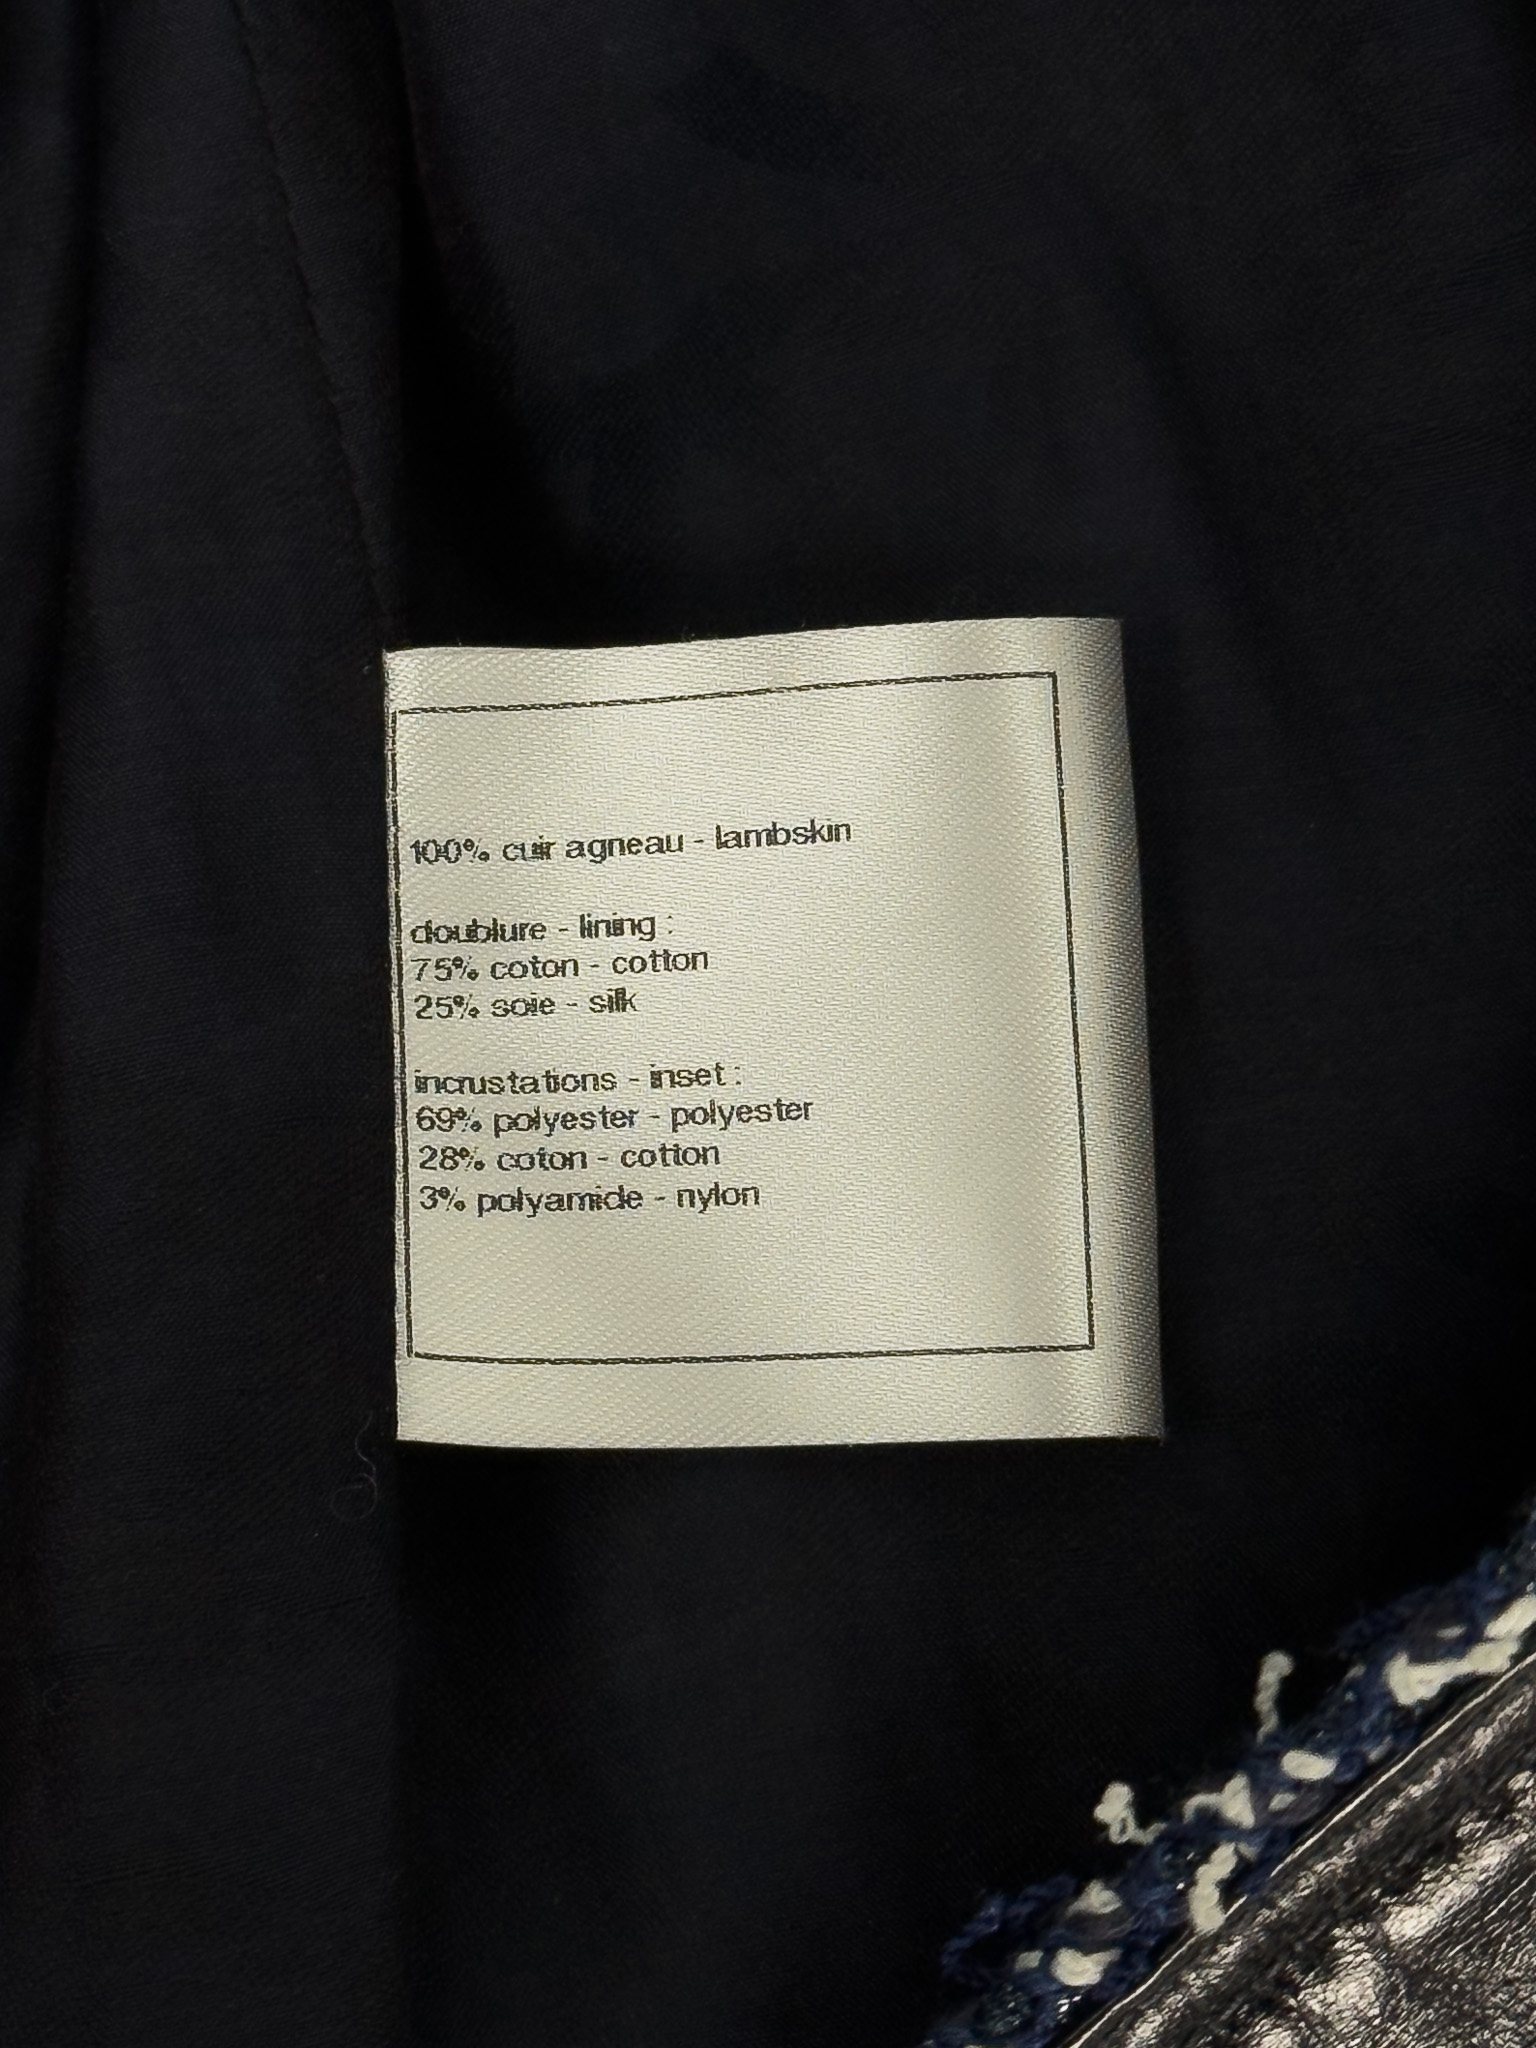 100% cuir agneau - lambskin
doublure - lining :
75% coton - cotton
25% soie - silk
incrustations - inset :
69% polyester - polyester
28% coton - cotton
3% polyamide - nylon